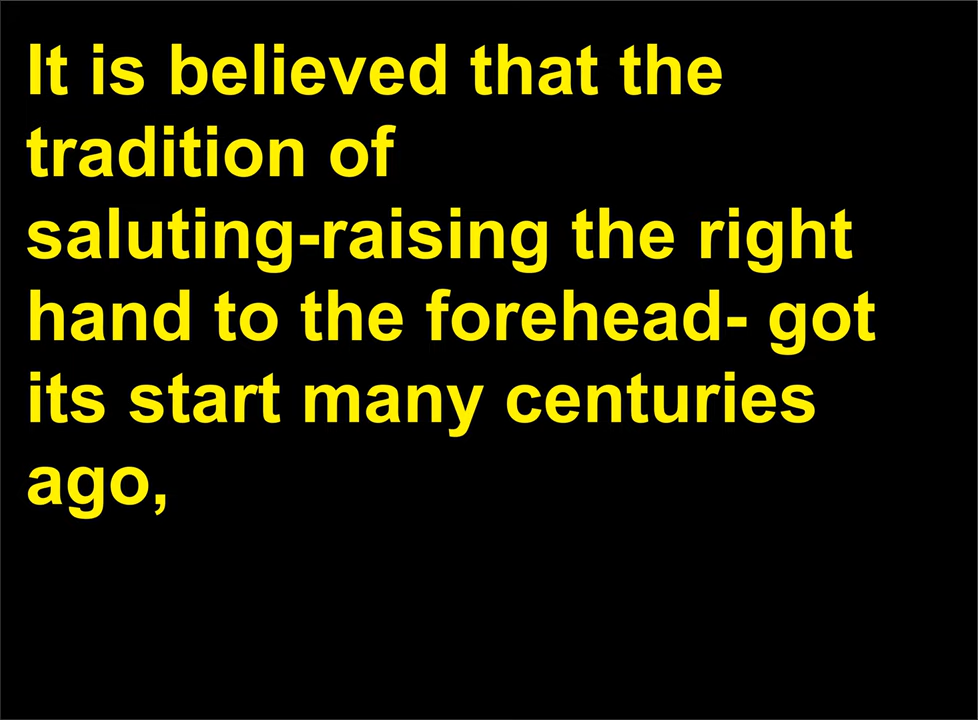 It is believed that the
tradition of
saluting-raising the right
hand to the forehead- got
its start many centuries
ago,